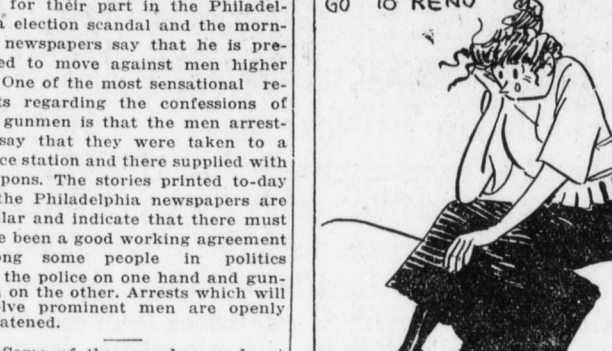 for their part in the Philadel-
election scandal and the morn-
newspapers say that he is pre-
ed to move against men higher
One of the most sensational re-
ts regarding the confessions of
gunmen is that the men arrest-
say that they were taken to a
ce station and there supplied with
pons. The stories printed to-day
the Philadelphia newspapers are
lar and indicate that there must
e been a good working agreement
ng some people in politics
the police on one hand and gun-
on the other. Arrests which will
olve prominent men are openly
atened.
GO TO RENO